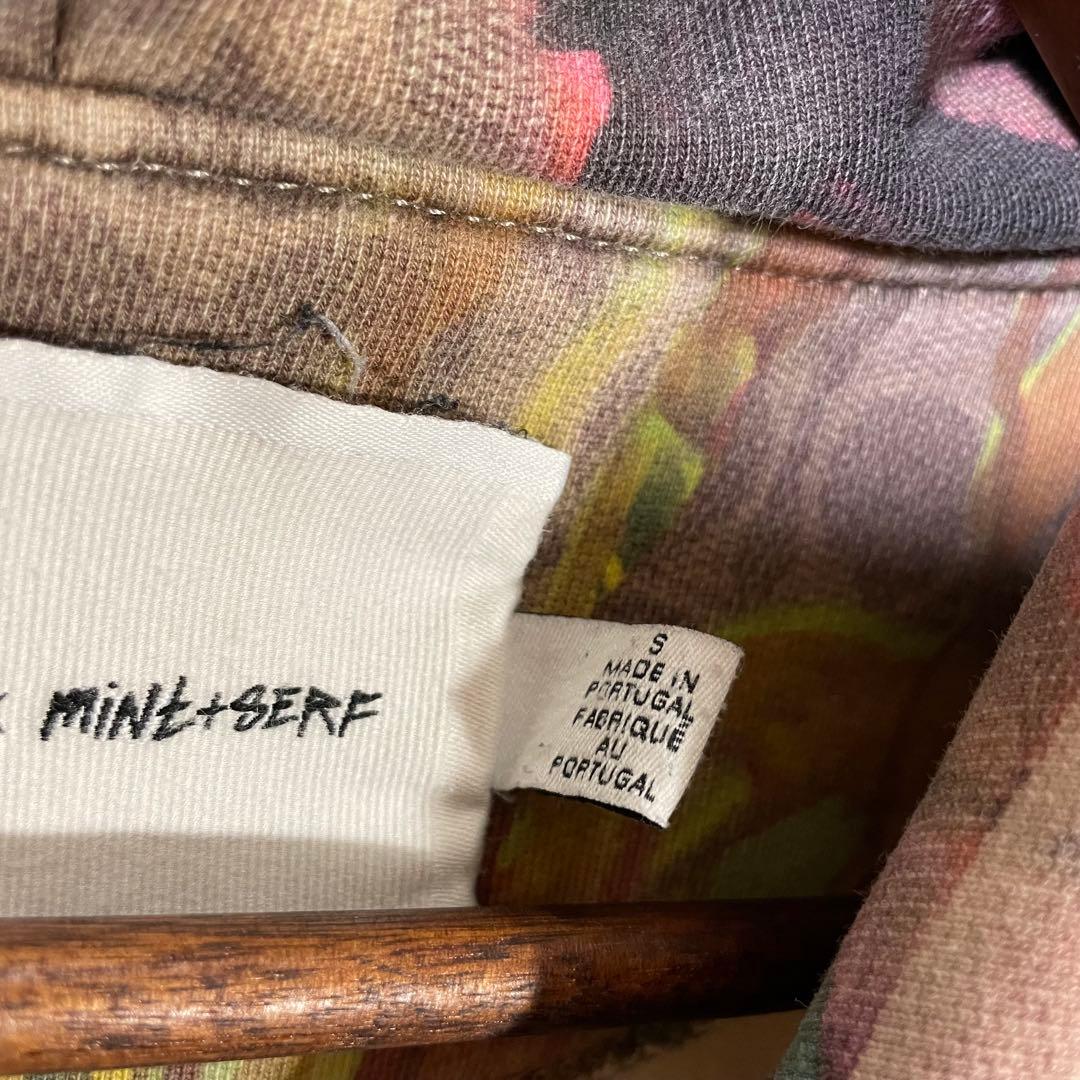 MiNt+SERF
S
MADE IN
PORTUGAL
FABRIQUÉ
AU
PORTUGAL